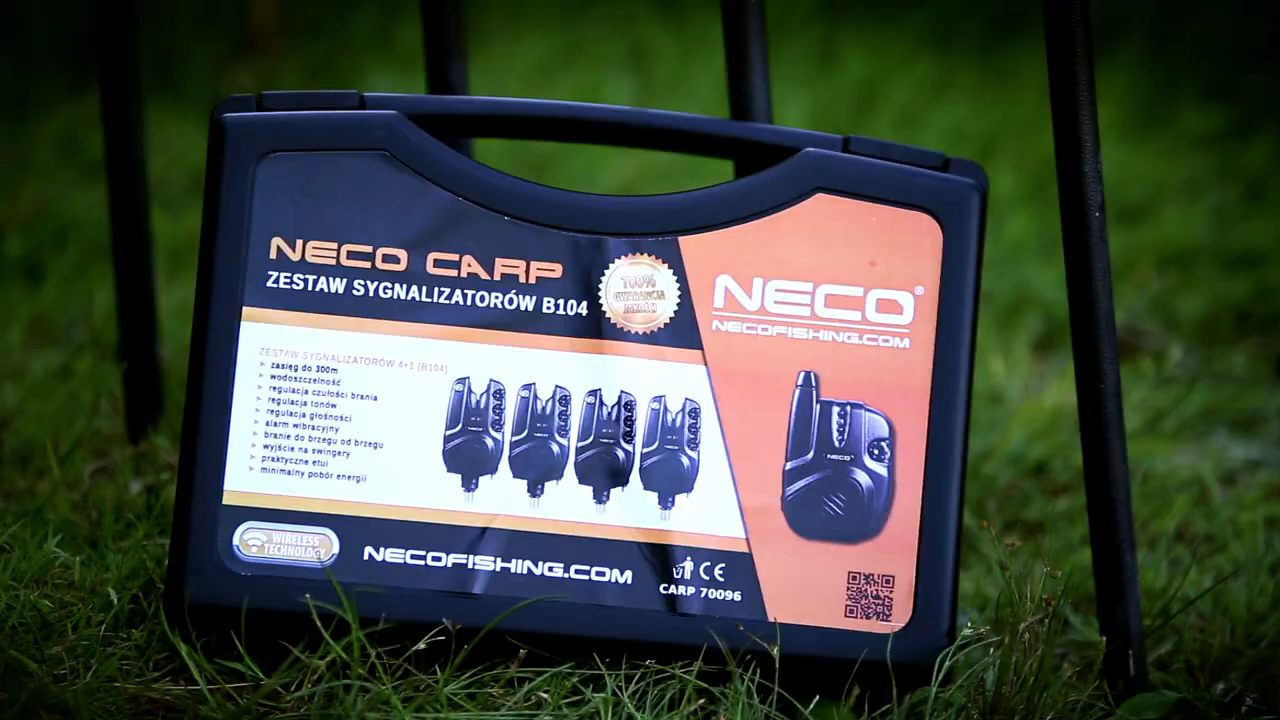 NECO CARP
ZESTAW SYGNALIZATORÓW B104
100%
GWARANCJA
JAKOŚCI
NECO®
NECOFISHING.COM
ZESTAW SYGNALIZATORÓW 4+1 (B104)
zasięg do 300m
wodoszczelność
regulacja czułości brania
regulacja tonów
regulacja głośności
alarm wibracyjny
branie do brzegu od brzegu
wyjście na swingery
praktyczne etui
minimalny pobór energii
NECO
WIRELESS
TECHNOLOGY
NECOFISHING.COM
CE
CARP 70096